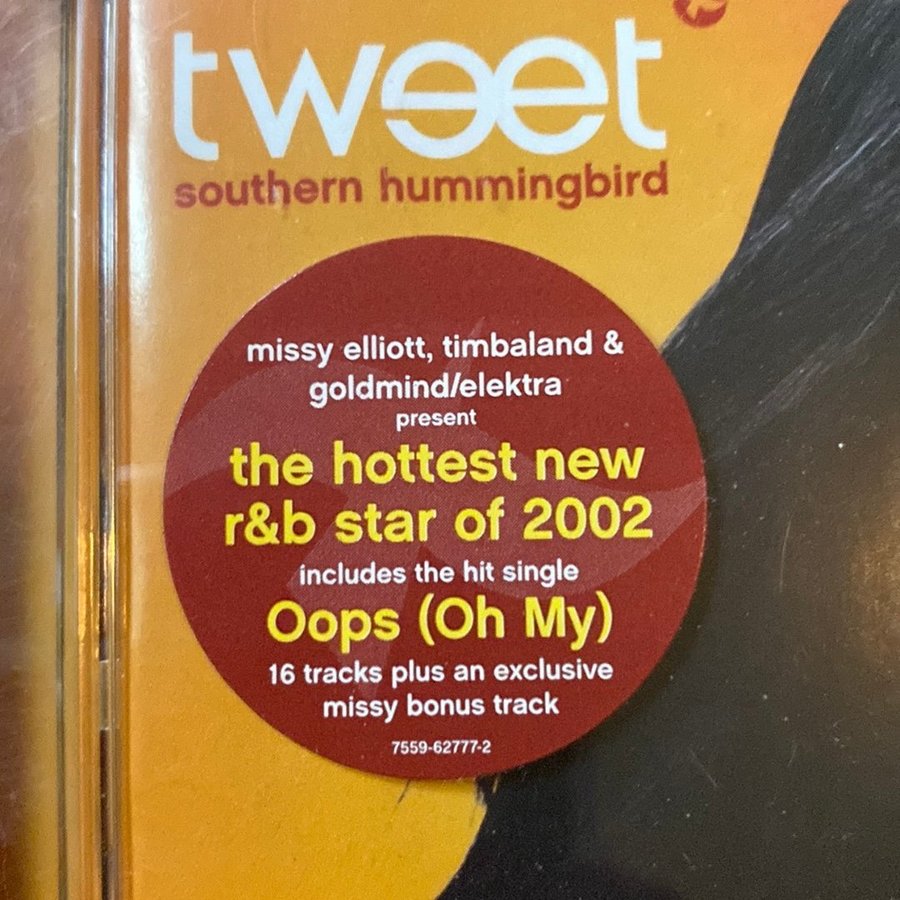 tweet
southern hummingbird
missy elliott, timbaland &
goldmind/elektra
present
the hottest new
r&b star of 2002
includes the hit single
Oops (Oh My)
16 tracks plus an exclusive
missy bonus track
7559-62777-2